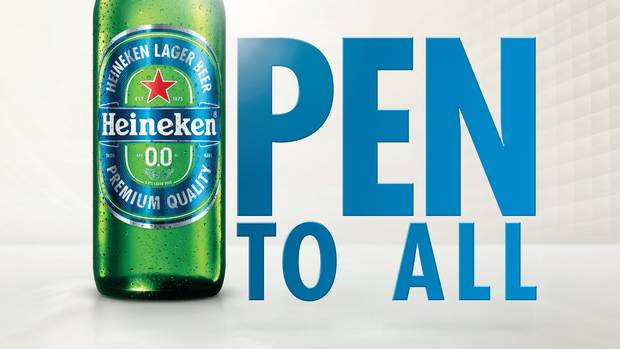 HEINEKEN LAGER BEER
EST. 1873
Heineken®
0.0
PREMIUM QUALITY
PEN
TO ALL